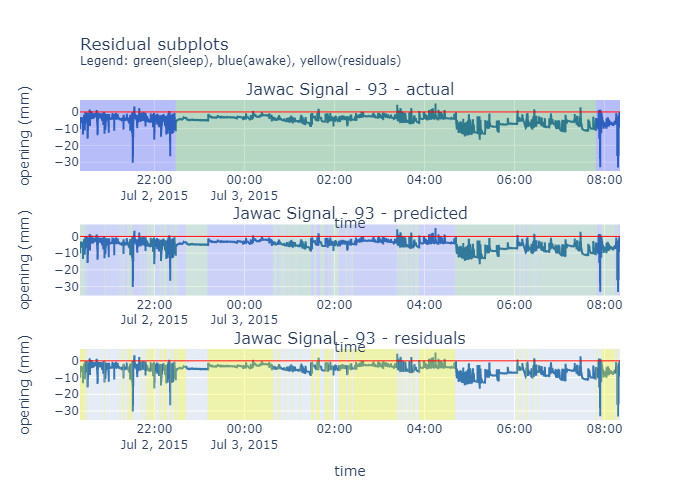 Residual subplots
Legend: green(sleep), blue(awake), yellow(residuals)
Jawac Signal - 93 - actual
opening (mm)
0
−10
−20
−30
22:00 00:00 02:00 04:00 06:00 08:00
Jul 2, 2015 Jul 3, 2015
time
Jawac Signal - 93 - predicted
opening (mm)
0
−10
−20
−30
22:00 00:00 02:00 04:00 06:00 08:00
Jul 2, 2015 Jul 3, 2015
time
Jawac Signal - 93 - residuals
opening (mm)
0
−10
−20
−30
22:00 00:00 02:00 04:00 06:00 08:00
Jul 2, 2015 Jul 3, 2015
time